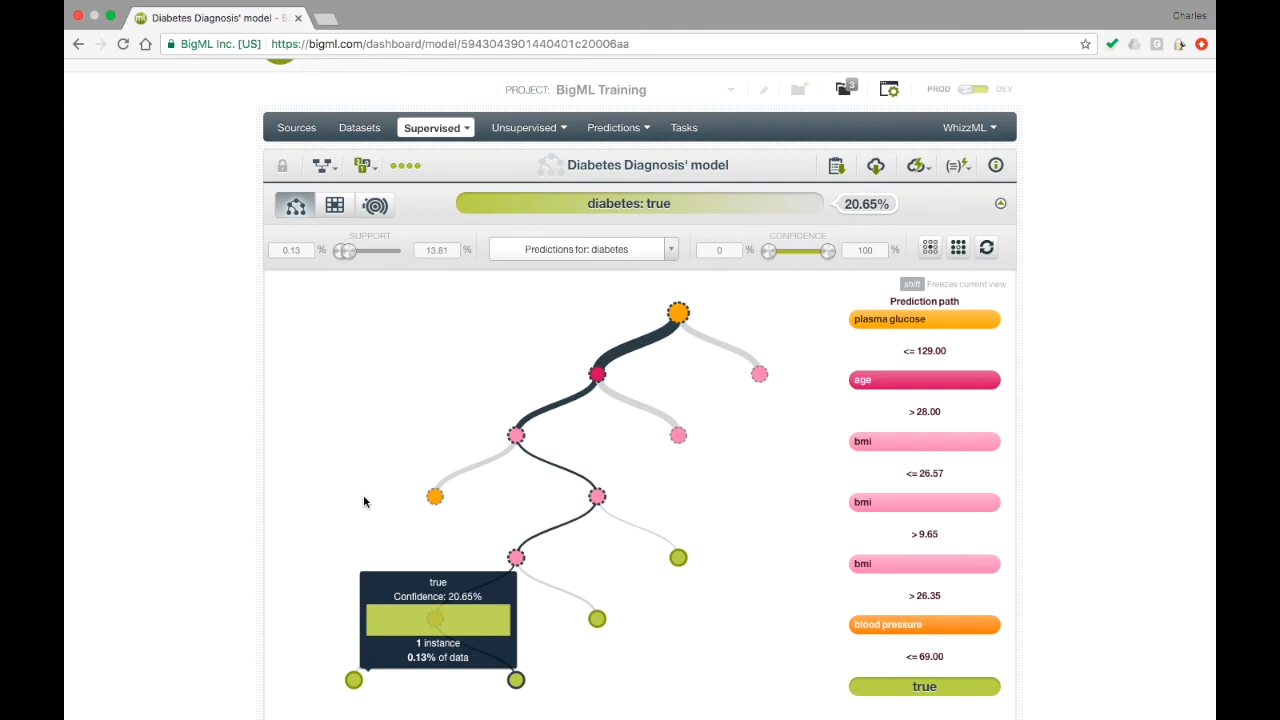 Diabetes Diagnosis' model - 5
Charles
BigML Inc. [US] https://bigml.com/dashboard/model/5943043901440401c20006aa
PROJECT: BigML Training
3
PROD
DEV
Sources Datasets Supervised Unsupervised Predictions Tasks WhizzML
Diabetes Diagnosis' model
diabetes: true
20.65%
SUPPORT
CONFIDENCE
0.13 % 13.81 % Predictions for: diabetes 0 % 100 %
shift Freezes current view
Prediction path
plasma glucose
<= 129.00
age
> 28.00
bmi
<= 26.57
bmi
> 9.65
bmi
> 26.35
blood pressure
<= 69.00
true
true
Confidence: 20.65%
1 instance
0.13% of data